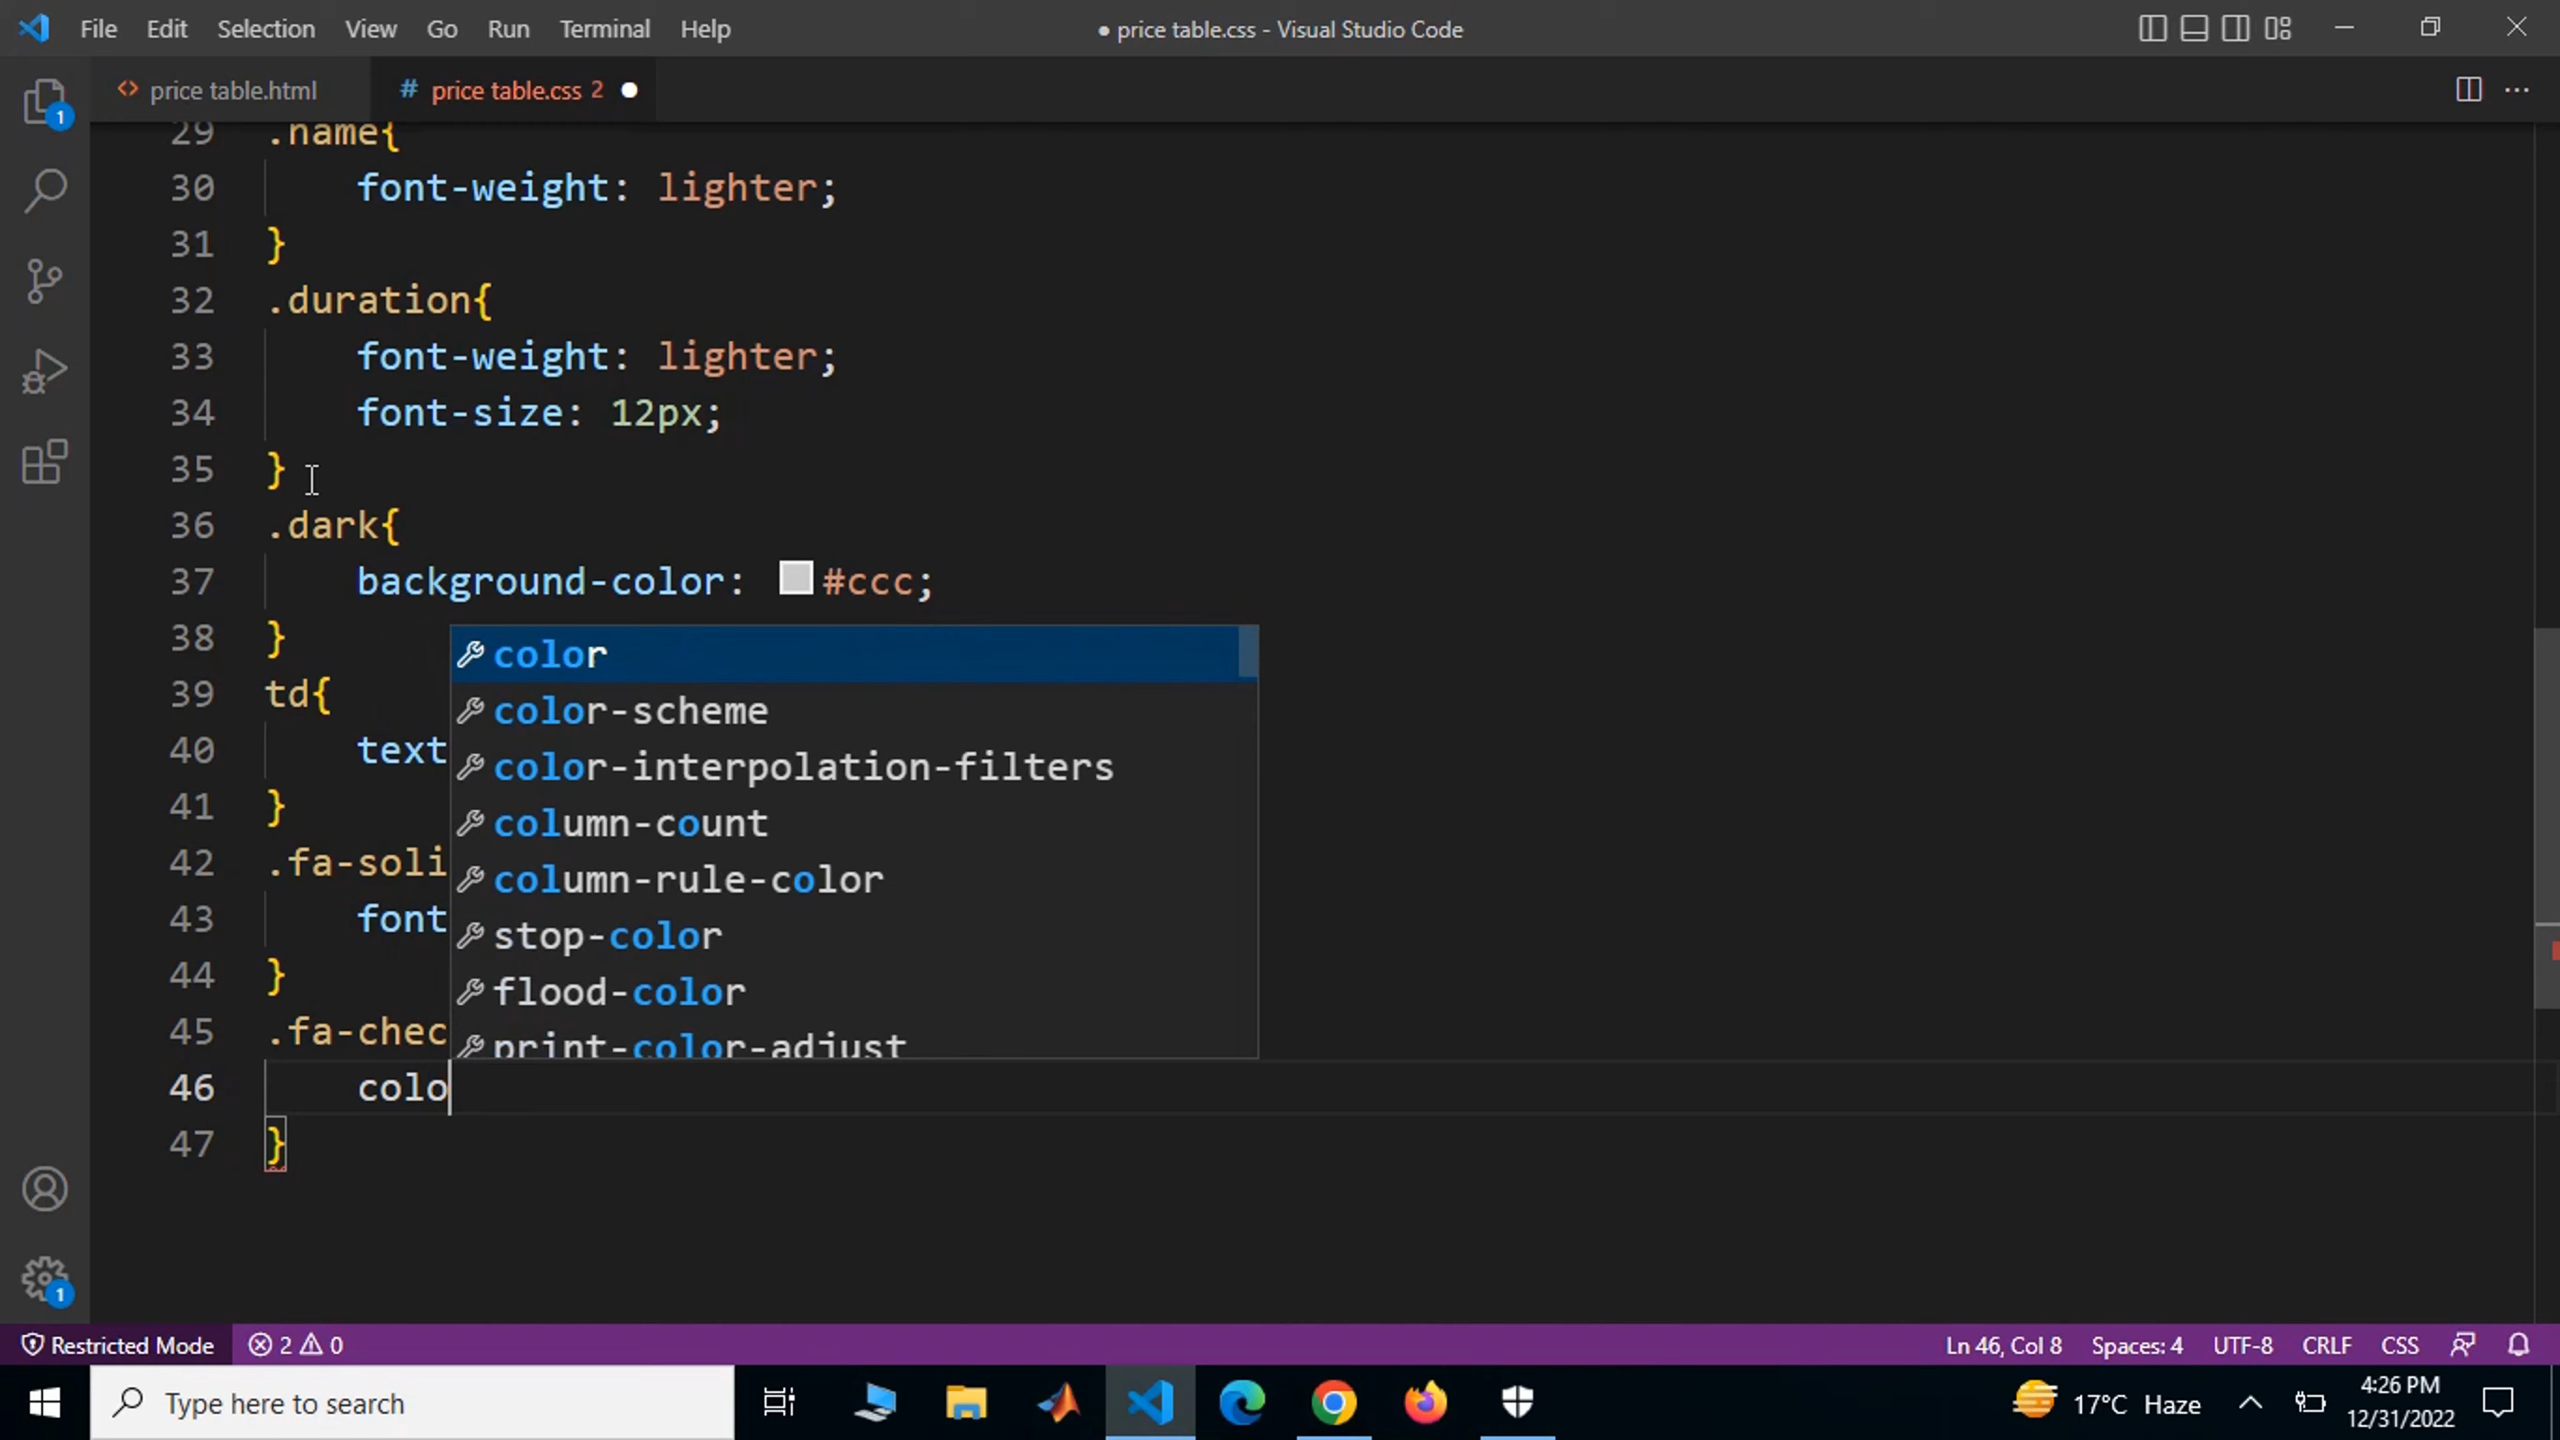 File Edit Selection View Go Run Terminal Help
● price table.css - Visual Studio Code
<> price table.html # price table.css 2 ●
29 .name{
30 font-weight: lighter;
31 }
32 .duration{
33 font-weight: lighter;
34 font-size: 12px;
35 }
36 .dark{
37 background-color: #ccc;
38 }
39 td{
40 text
41 }
42 .fa-soli
43 font
44 }
45 .fa-chec
46 colo
47 }
color
color-scheme
color-interpolation-filters
column-count
column-rule-color
stop-color
flood-color
print-color-adjust
1
1
Restricted Mode 2 0 Ln 46, Col 8 Spaces: 4 UTF-8 CRLF CSS
Type here to search 17°C Haze 4:26 PM
12/31/2022